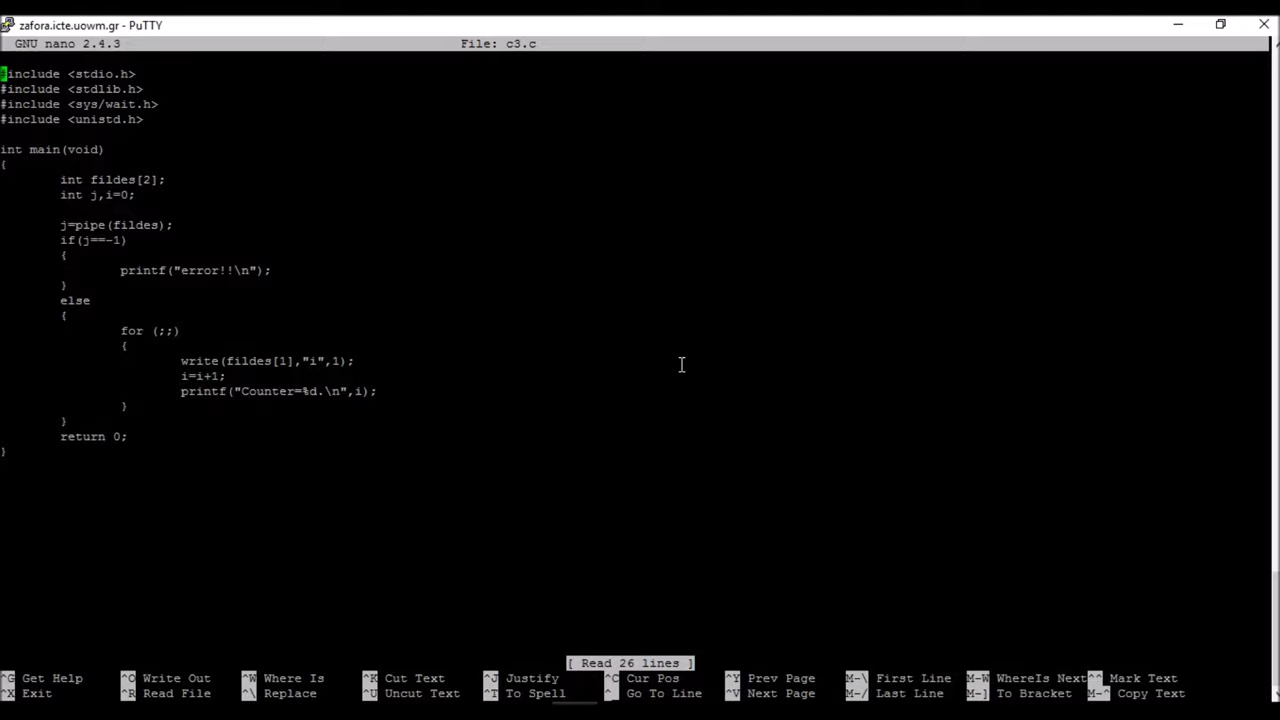 zafora.icte.uowm.gr - PuTTY
GNU nano 2.4.3 File: c3.c
#include <stdio.h>
#include <stdlib.h>
#include <sys/wait.h>
#include <unistd.h>
int main(void)
{
int fildes[2];
int j,i=0;
j=pipe(fildes);
if(j==-1)
{
printf("error!!\n");
}
else
{
for (;;)
{
write(fildes[1],"i",1);
i=i+1;
printf("Counter=%d.\n",i);
}
}
return 0;
}
[ Read 26 lines ]
^G Get Help ^O Write Out ^W Where Is ^K Cut Text ^J Justify ^C Cur Pos ^Y Prev Page M-\ First Line M-W WhereIs Next ^^ Mark Text
^X Exit ^R Read File ^\ Replace ^U Uncut Text ^T To Spell ^_ Go To Line ^V Next Page M-/ Last Line M-] To Bracket M-^ Copy Text